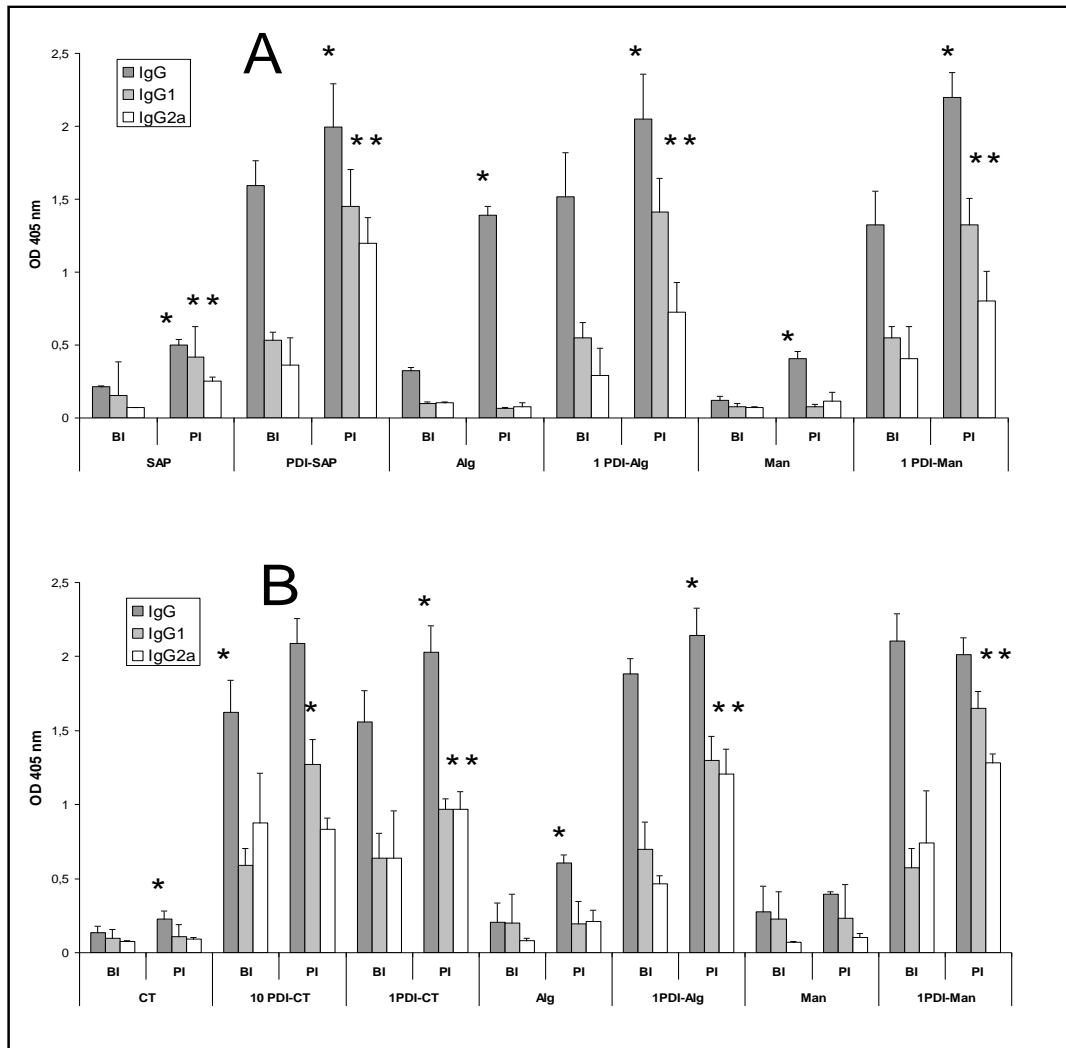 A
IgG
IgG1
IgG2a
OD 405 nm
2,5
2
1,5
1
0,5
0
* * * * * * * * * * * * * *
BI PI BI PI BI PI BI PI BI PI BI PI
SAP PDI-SAP Alg 1 PDI-Alg Man 1 PDI-Man
B
IgG
IgG1
IgG2a
OD 405 nm
2,5
2
1,5
1
0,5
0
* * * * * * * * * * * *
BI PI BI PI BI PI BI PI BI PI BI PI BI PI
CT 10 PDI-CT 1PDI-CT Alg 1PDI-Alg Man 1PDI-Man